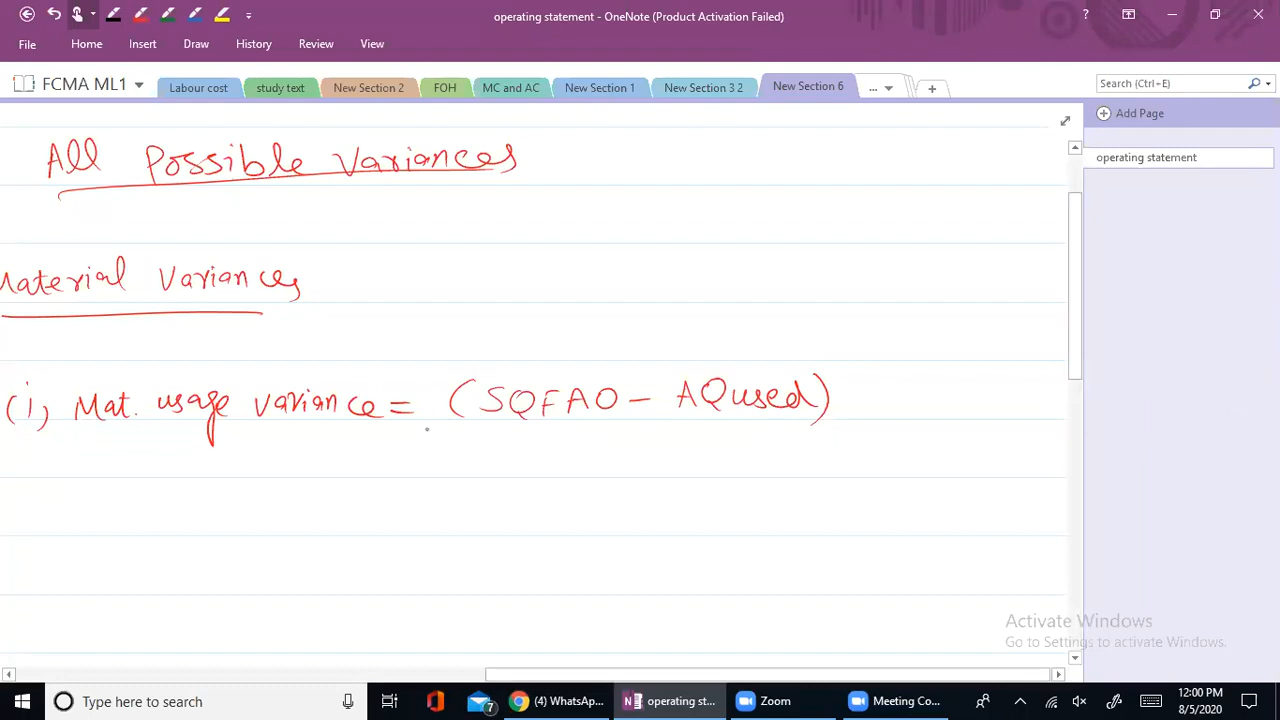 operating statement - OneNote (Product Activation Failed)
?
File Home Insert Draw History Review View
FCMA ML1 Labour cost study text New Section 2 FOH MC and AC New Section 1 New Section 3 2 New Section 6 ... + Search (Ctrl+E)
Add Page
operating statement
All Possible Variances
Material Variances
(i) Mat. usage variance = (SQFAO - AQused)
Activate Windows
Go to Settings to activate Windows.
Type here to search 7 (4) WhatsApp... operating st... Zoom Meeting Co... 12:00 PM
8/5/2020